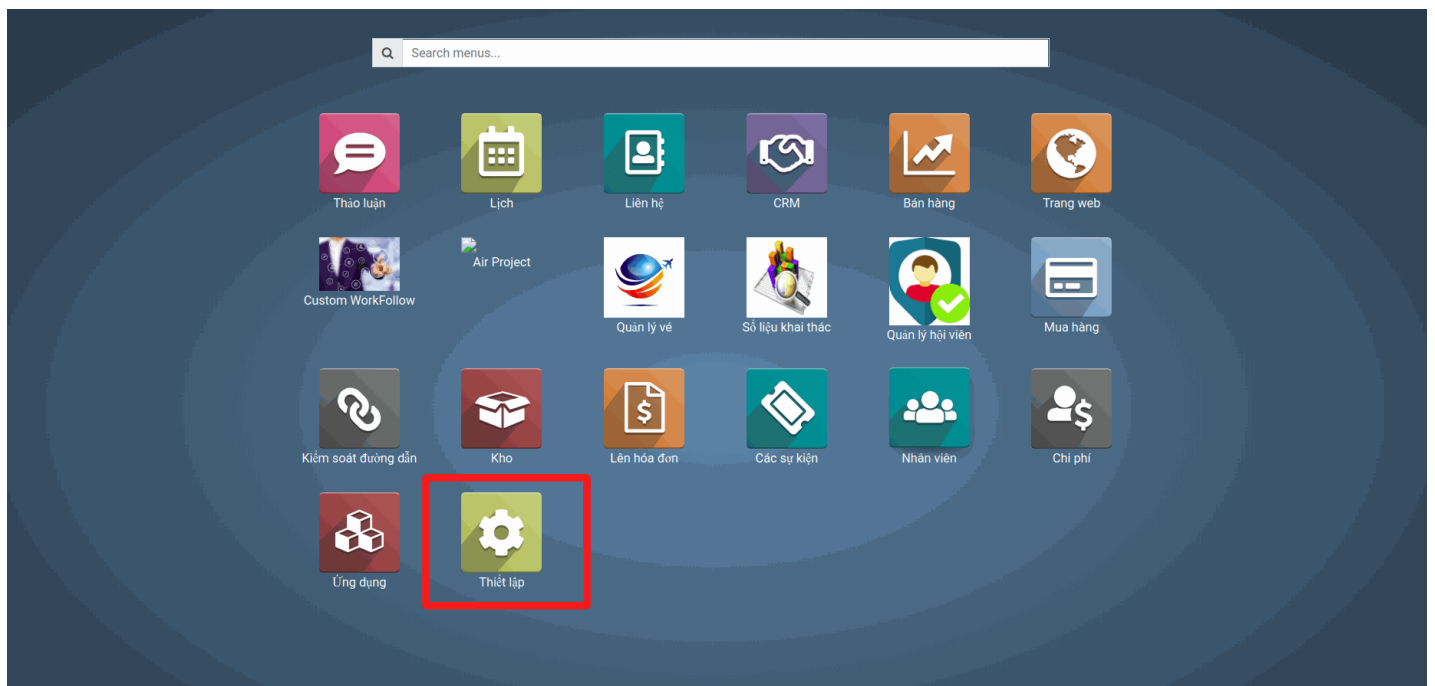 Search menus...
Thảo luận
Lịch
Liên hệ
CRM
Bán hàng
Trang web
Custom WorkFollow
Air Project
Quản lý vé
Số liệu khai thác
Quản lý hội viên
Mua hàng
Kiểm soát đường dẫn
Kho
Lên hóa đơn
Các sự kiện
Nhân viên
Chi phí
Ứng dụng
Thiết lập